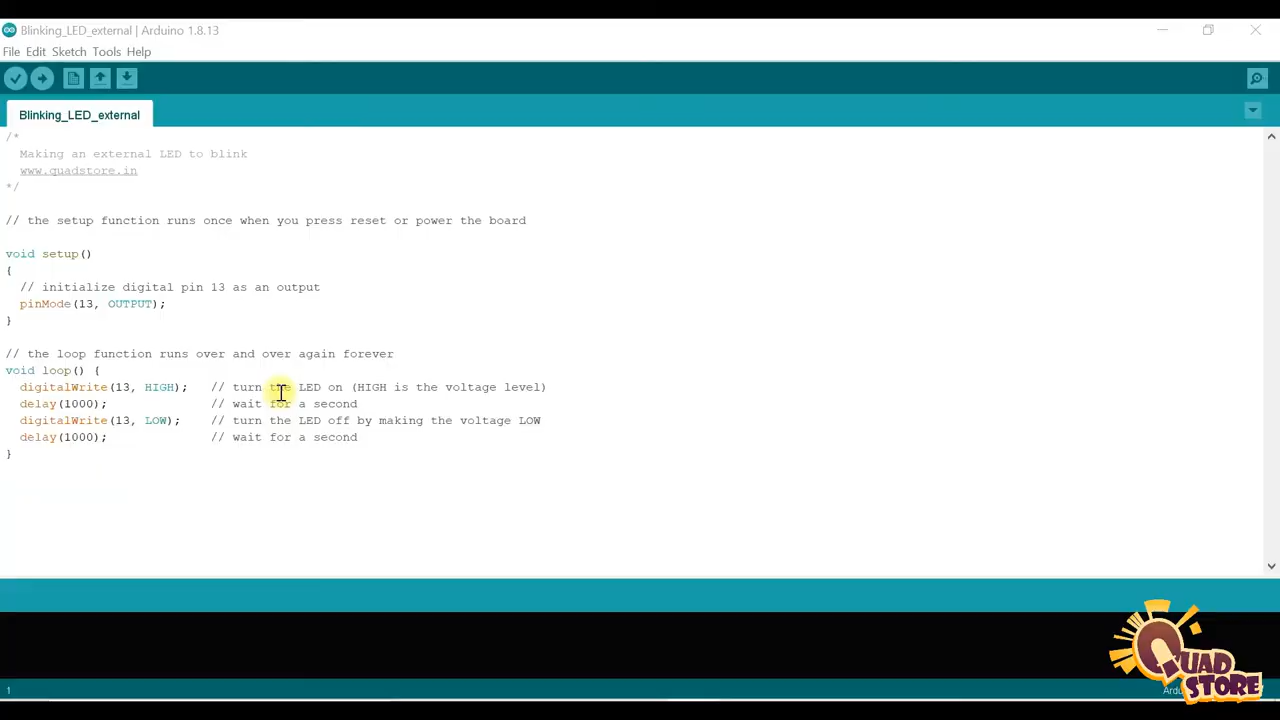 Blinking_LED_external | Arduino 1.8.13
File Edit Sketch Tools Help
Blinking_LED_external
/*
  Making an external LED to blink
  www.quadstore.in
*/
// the setup function runs once when you press reset or power the board
void setup()
{
  // initialize digital pin 13 as an output
  pinMode(13, OUTPUT);
}
// the loop function runs over and over again forever
void loop() {
  digitalWrite(13, HIGH);   // turn the LED on (HIGH is the voltage level)
  delay(1000);              // wait for a second
  digitalWrite(13, LOW);    // turn the LED off by making the voltage LOW
  delay(1000);              // wait for a second
}
QUAD
STORE
1